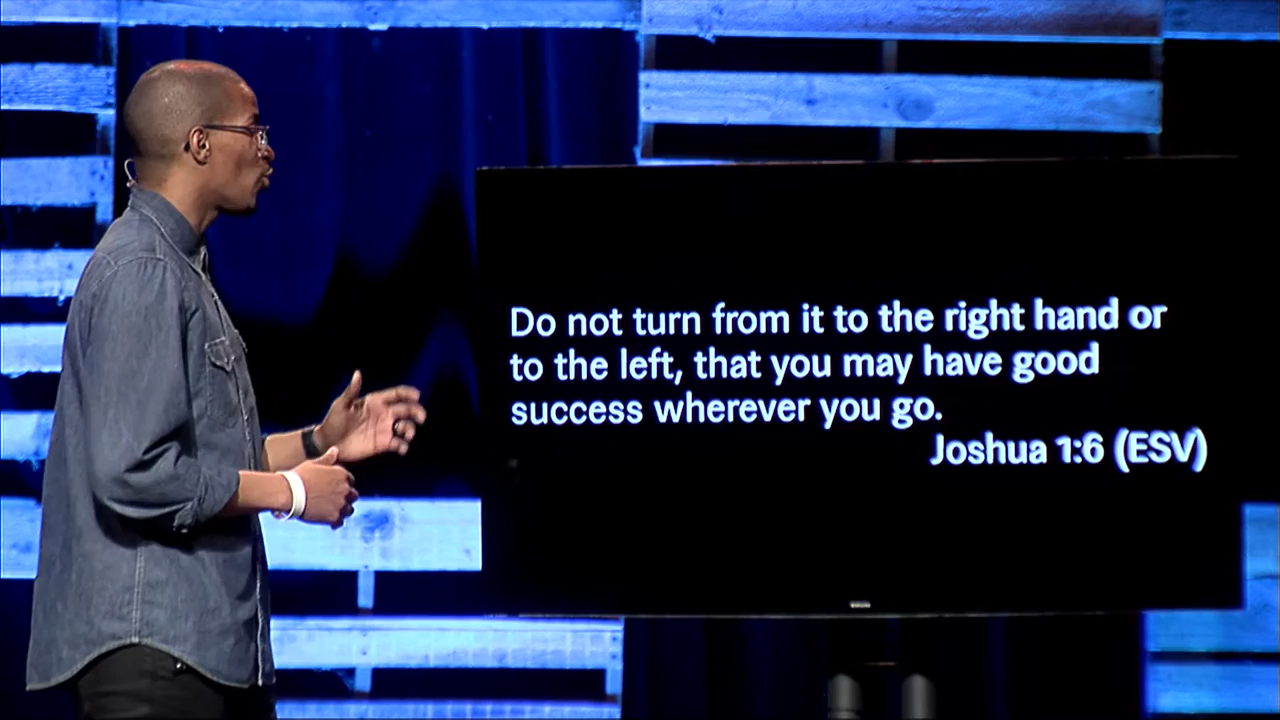 Do not turn from it to the right hand or
to the left, that you may have good
success wherever you go.
Joshua 1:6 (ESV)